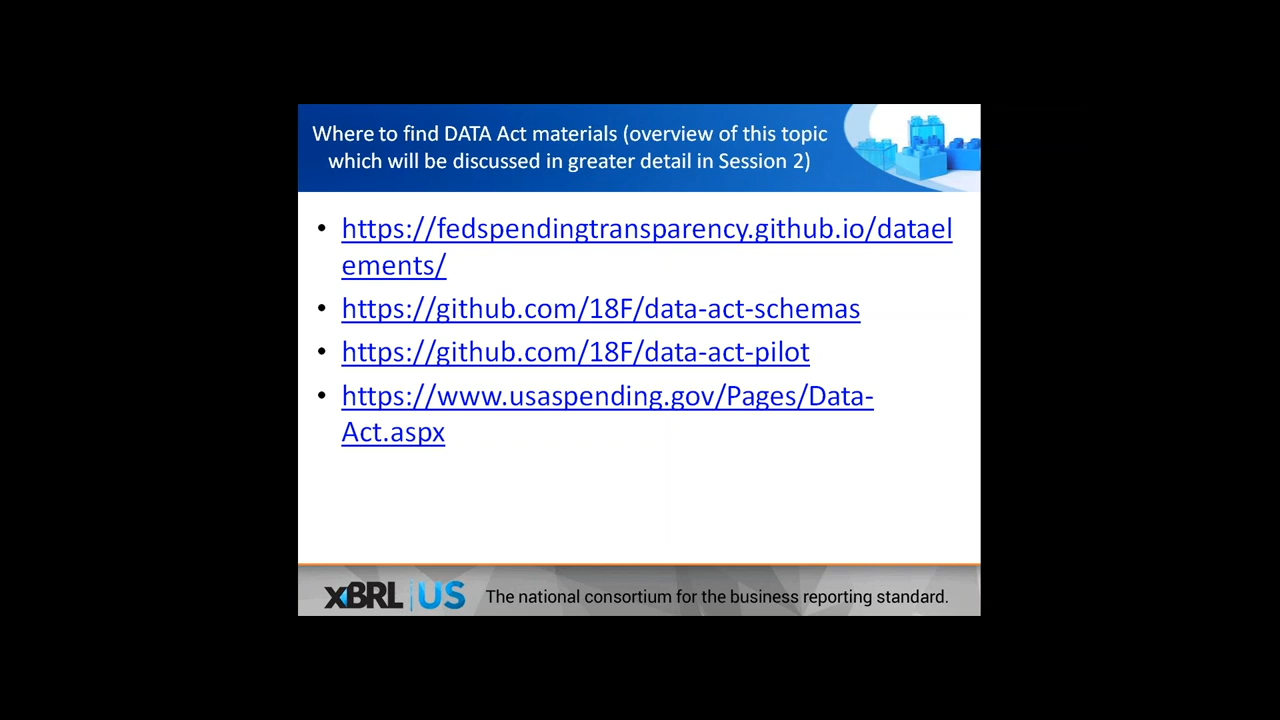 Where to find DATA Act materials (overview of this topic
which will be discussed in greater detail in Session 2)
• https://fedspendingtransparency.github.io/datael
ements/
• https://github.com/18F/data-act-schemas
• https://github.com/18F/data-act-pilot
• https://www.usaspending.gov/Pages/Data-
Act.aspx
XBRL US The national consortium for the business reporting standard.